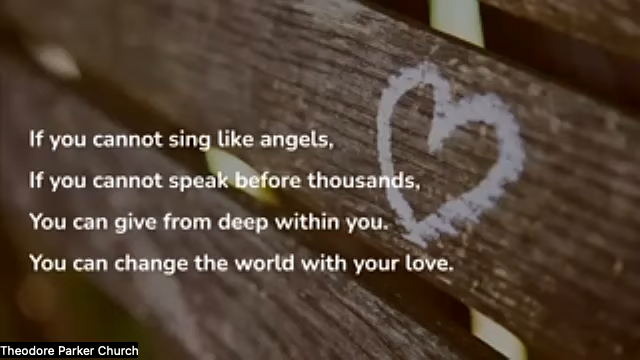 If you cannot sing like angels,
If you cannot speak before thousands,
You can give from deep within you.
You can change the world with your love.
Theodore Parker Church